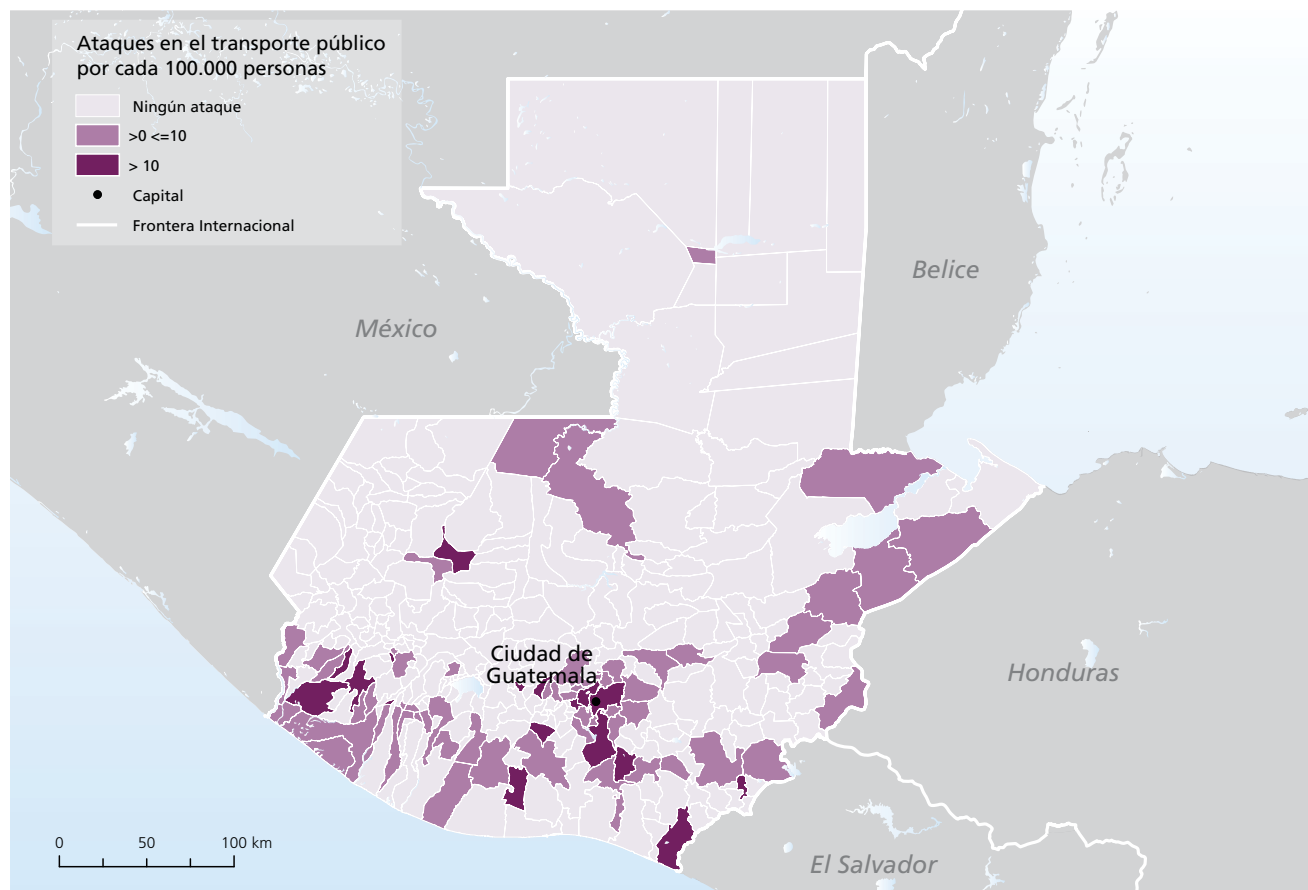 Ataques en el transporte público
por cada 100.000 personas
Ningún ataque
>0 <=10
> 10
Capital
Frontera Internacional
Belice
México
Ciudad de
Guatemala
Honduras
El Salvador
0 50 100 km